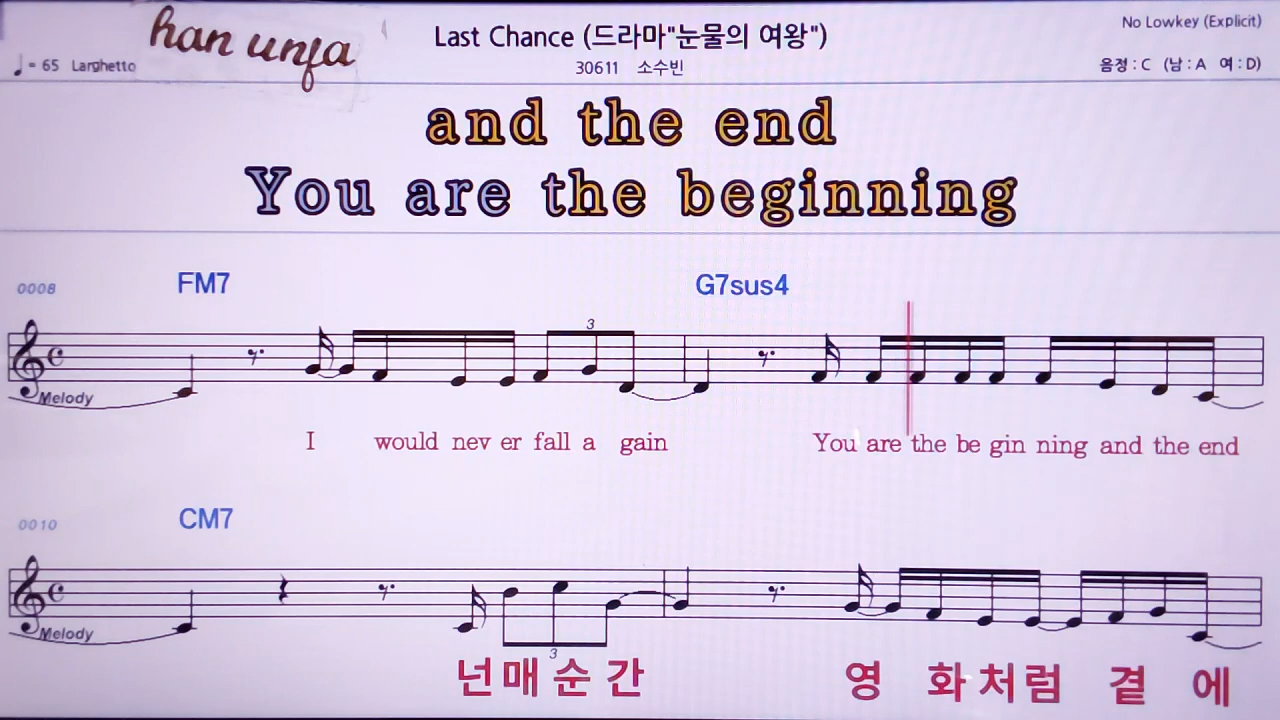 han unfa
Last Chance (드라마"눈물의 여왕")
No Lowkey (Explicit)
♩= 65 Larghetto
30611 소수빈
음정 : C (남 : A 여 : D)
and the end
You are the beginning
0008 FM7 G7sus4
3
Melody
I would nev er fall a gain You are the be gin ning and the end
0010 CM7
Melody
3
넌 매 순 간 영 화 처 럼 곁 에